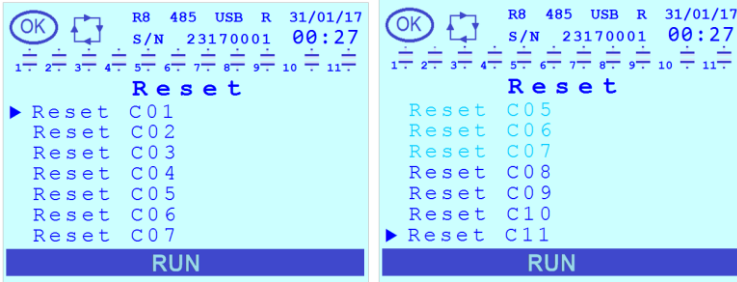 OK R8 485 USB R 31/01/17
S/N 23170001 00:27
1 2 3 4 5 6 7 8 9 10 11
Reset
Reset C01
Reset C02
Reset C03
Reset C04
Reset C05
Reset C06
Reset C07
RUN
OK R8 485 USB R 31/01/17
S/N 23170001 00:27
1 2 3 4 5 6 7 8 9 10 11
Reset
Reset C05
Reset C06
Reset C07
Reset C08
Reset C09
Reset C10
Reset C11
RUN